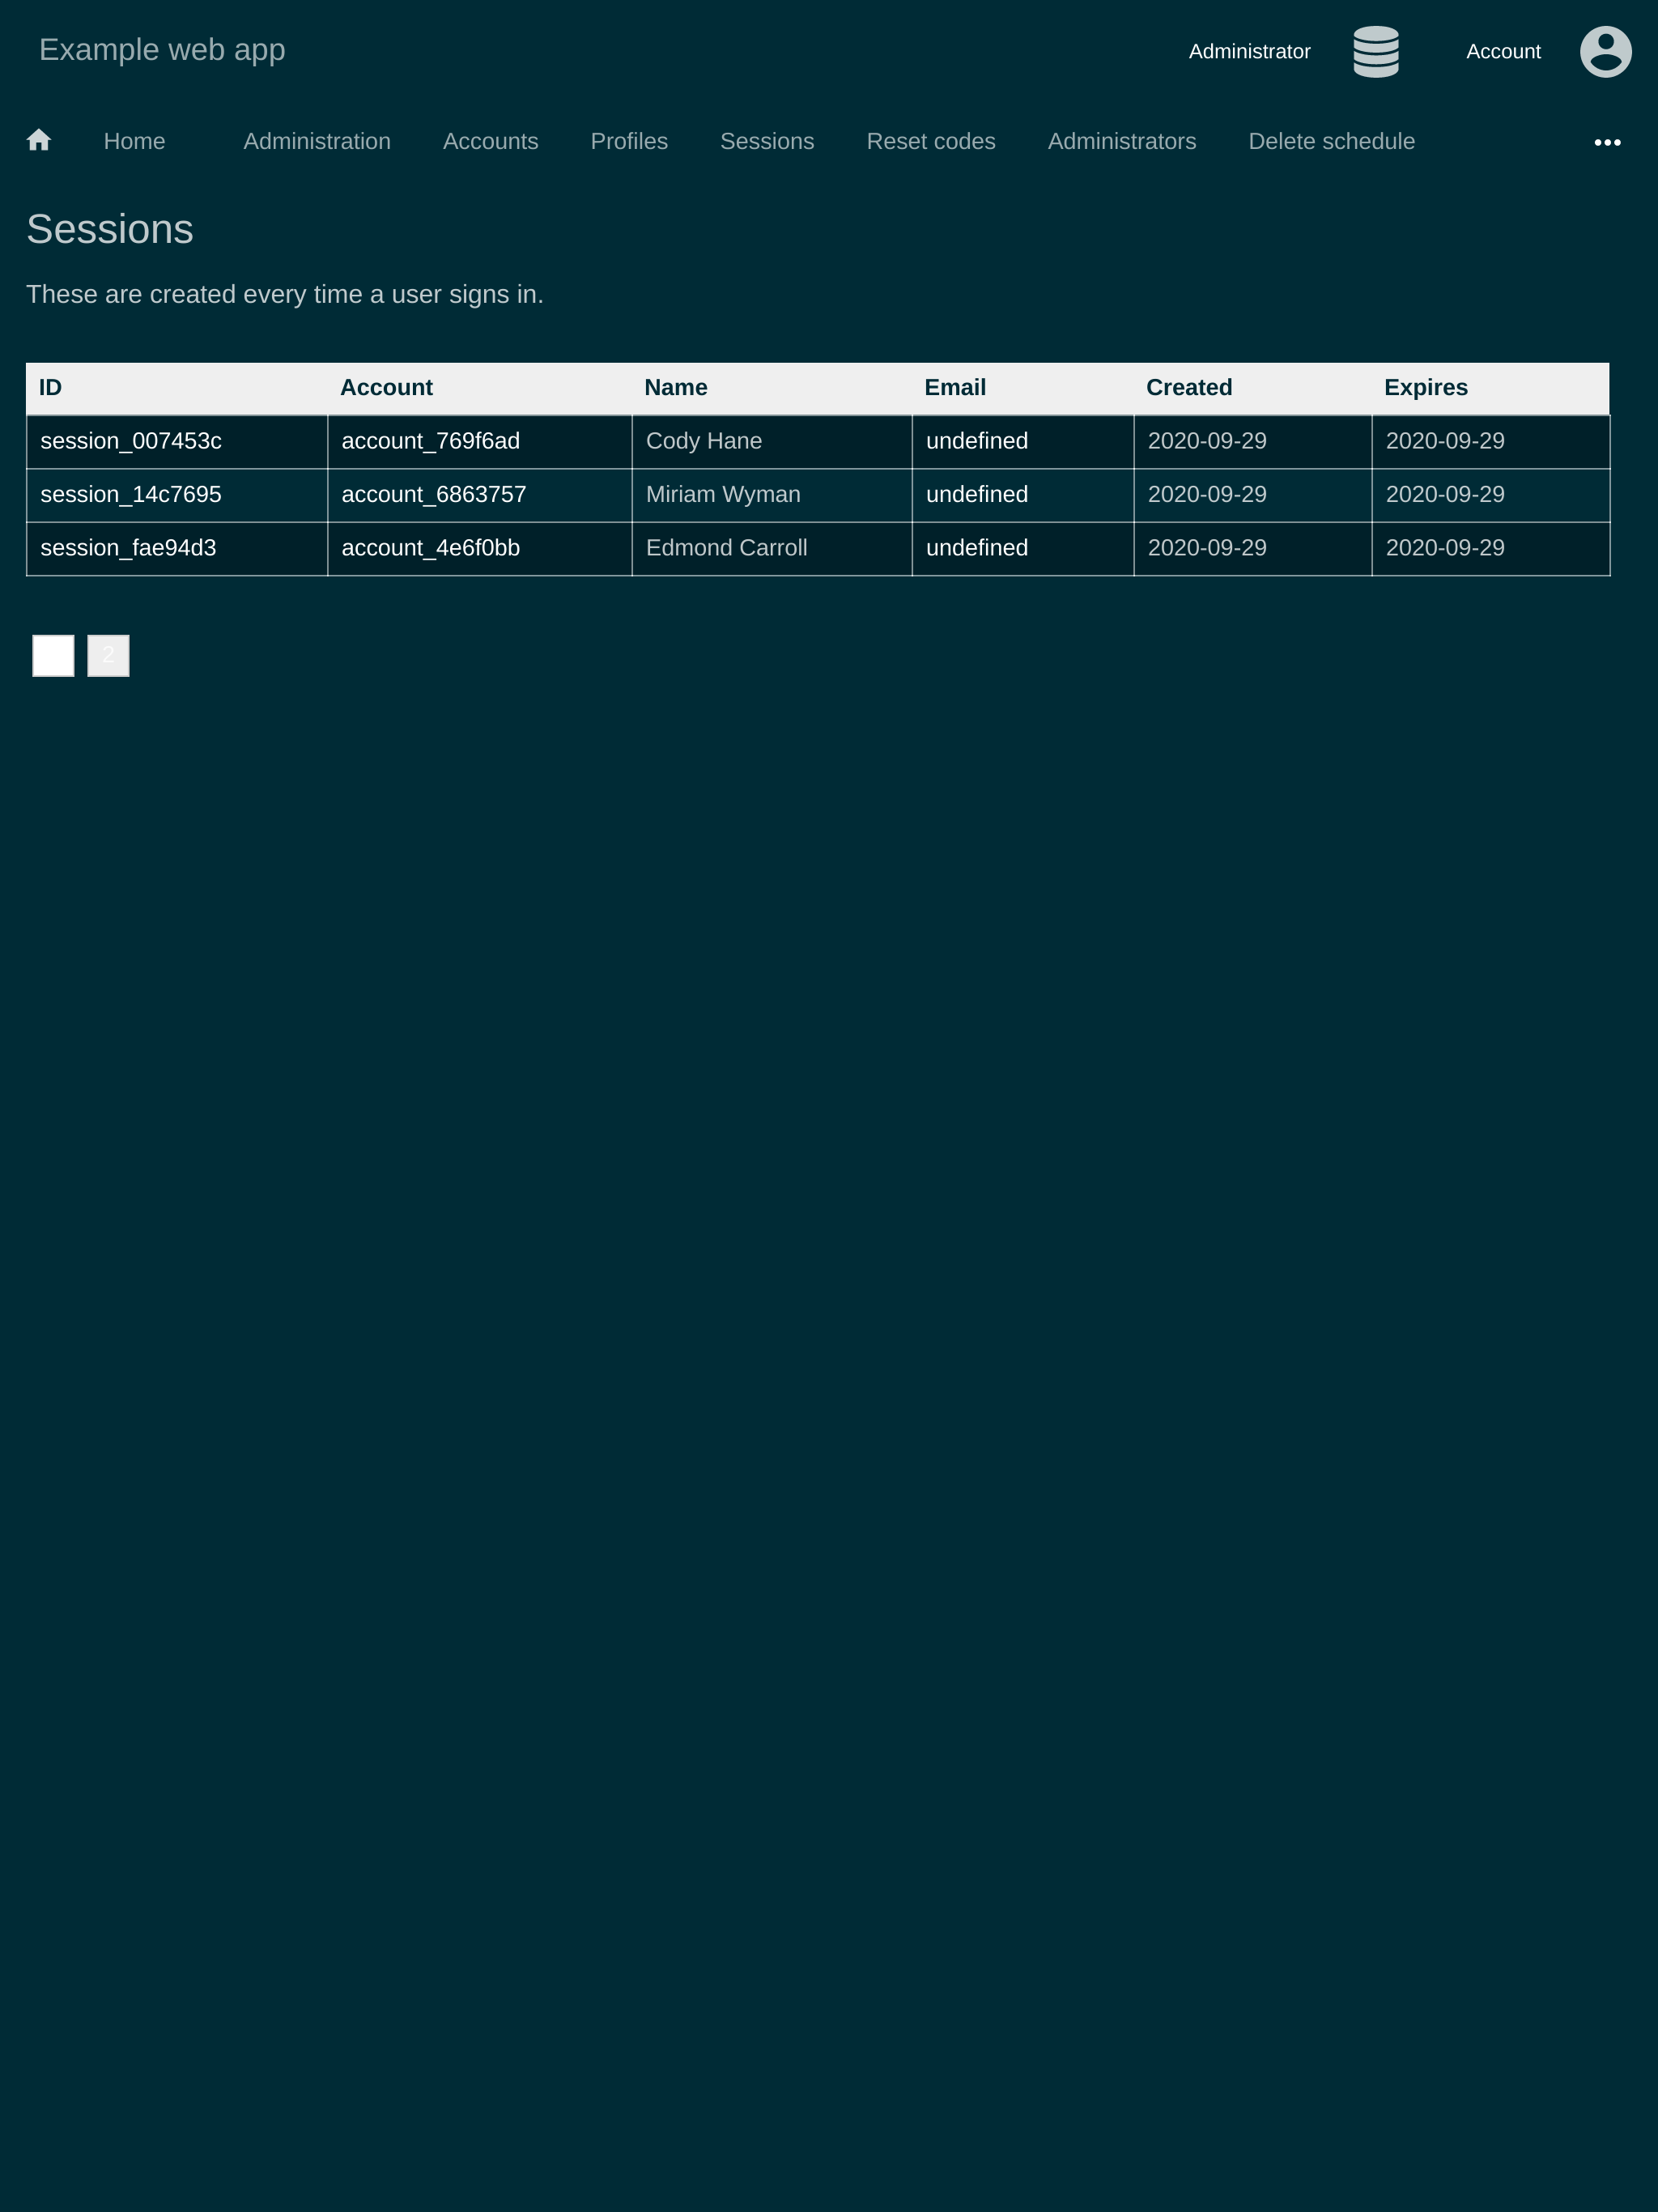 Example web app
Administrator Account
Home Administration Accounts Profiles Sessions Reset codes Administrators Delete schedule
Sessions
These are created every time a user signs in.
ID Account Name Email Created Expires
session_007453c account_769f6ad Cody Hane undefined 2020-09-29 2020-09-29
session_14c7695 account_6863757 Miriam Wyman undefined 2020-09-29 2020-09-29
session_fae94d3 account_4e6f0bb Edmond Carroll undefined 2020-09-29 2020-09-29
2